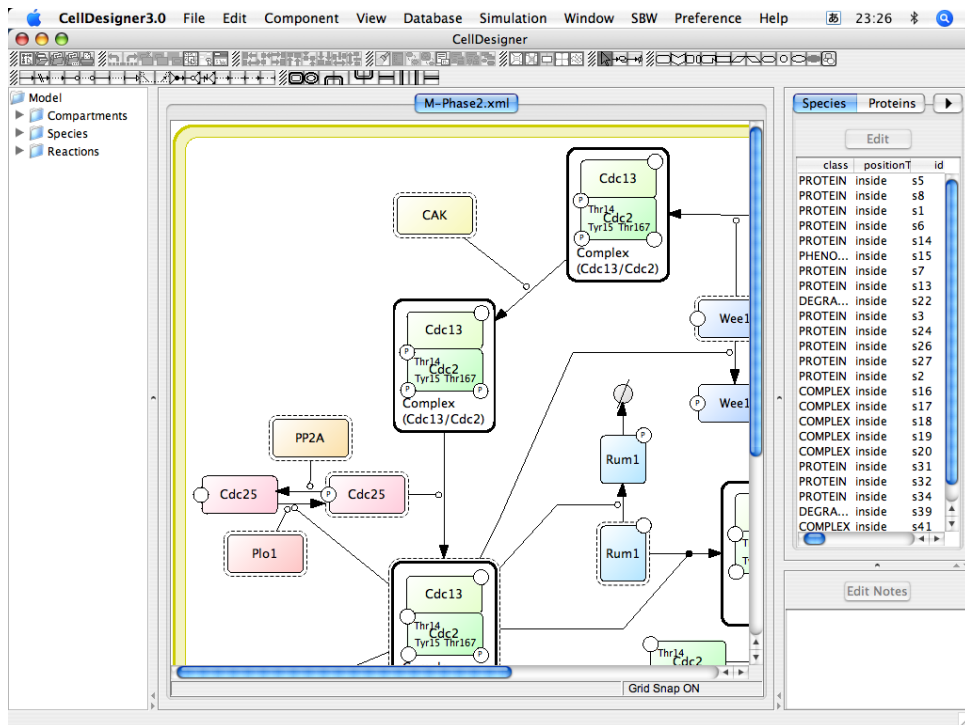 CellDesigner3.0 File Edit Component View Database Simulation Window SBW Preference Help あ 23:26
CellDesigner
Model
Compartments
Species
Reactions
M-Phase2.xml
Cdc13
P
Thr14
Cdc2
P
Tyr15 Thr167
Complex
(Cdc13/Cdc2)
CAK
Wee1
P
Wee1
Cdc13
P
Thr14
Cdc2
Tyr15 Thr167
P
P
Complex
(Cdc13/Cdc2)
PP2A
Cdc25
P
Cdc25
Plo1
P
Rum1
Rum1
Cdc13
Thr14
Cdc2
Tyr15 Thr167
P
Thr14
Cdc2
Grid Snap ON
Species Proteins
Edit
class positionT id
PROTEIN inside s5
PROTEIN inside s8
PROTEIN inside s1
PROTEIN inside s6
PROTEIN inside s14
PHENO... inside s15
PROTEIN inside s7
PROTEIN inside s13
DEGRA... inside s22
PROTEIN inside s3
PROTEIN inside s24
PROTEIN inside s26
PROTEIN inside s27
PROTEIN inside s2
COMPLEX inside s16
COMPLEX inside s17
COMPLEX inside s18
COMPLEX inside s19
COMPLEX inside s20
PROTEIN inside s31
PROTEIN inside s32
PROTEIN inside s34
DEGRA... inside s39
COMPLEX inside s41
Edit Notes